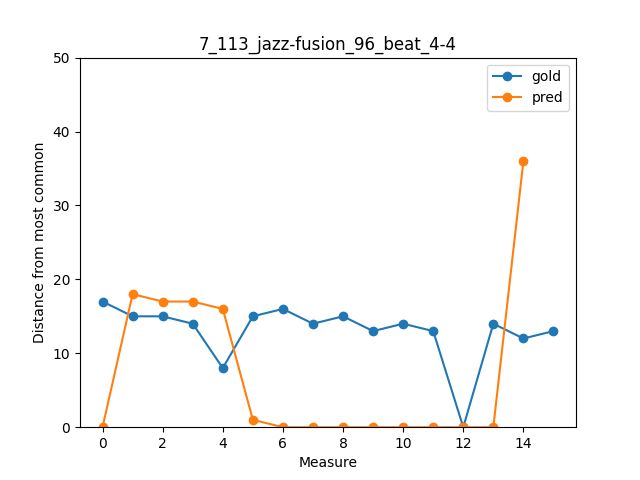 7_113_jazz-fusion_96_beat_4-4
50
40
30
20
10
0
Distance from most common
gold
pred
0 2 4 6 8 10 12 14
Measure